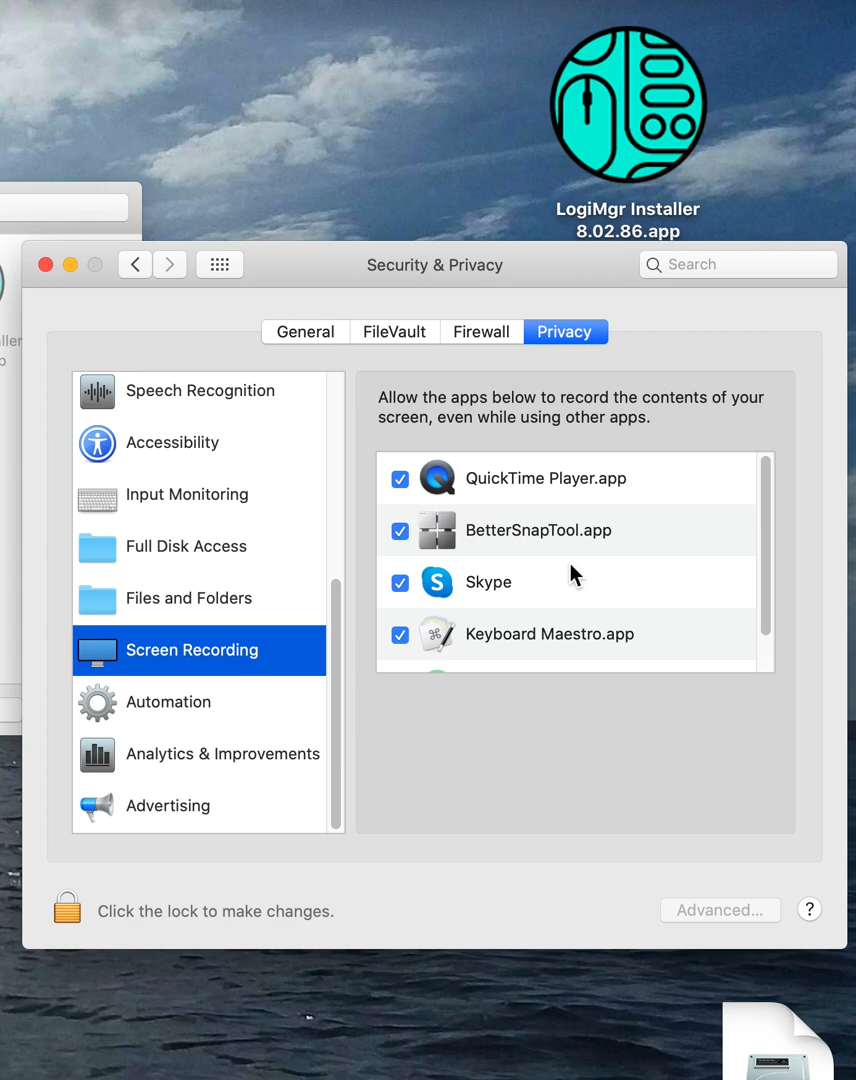 LogiMgr Installer
8.02.86.app
Security & Privacy
Search
General
FileVault
Firewall
Privacy
Speech Recognition
Accessibility
Input Monitoring
Full Disk Access
Files and Folders
Screen Recording
Automation
Analytics & Improvements
Advertising
Allow the apps below to record the contents of your
screen, even while using other apps.
QuickTime Player.app
BetterSnapTool.app
Skype
Keyboard Maestro.app
Click the lock to make changes.
Advanced...
?